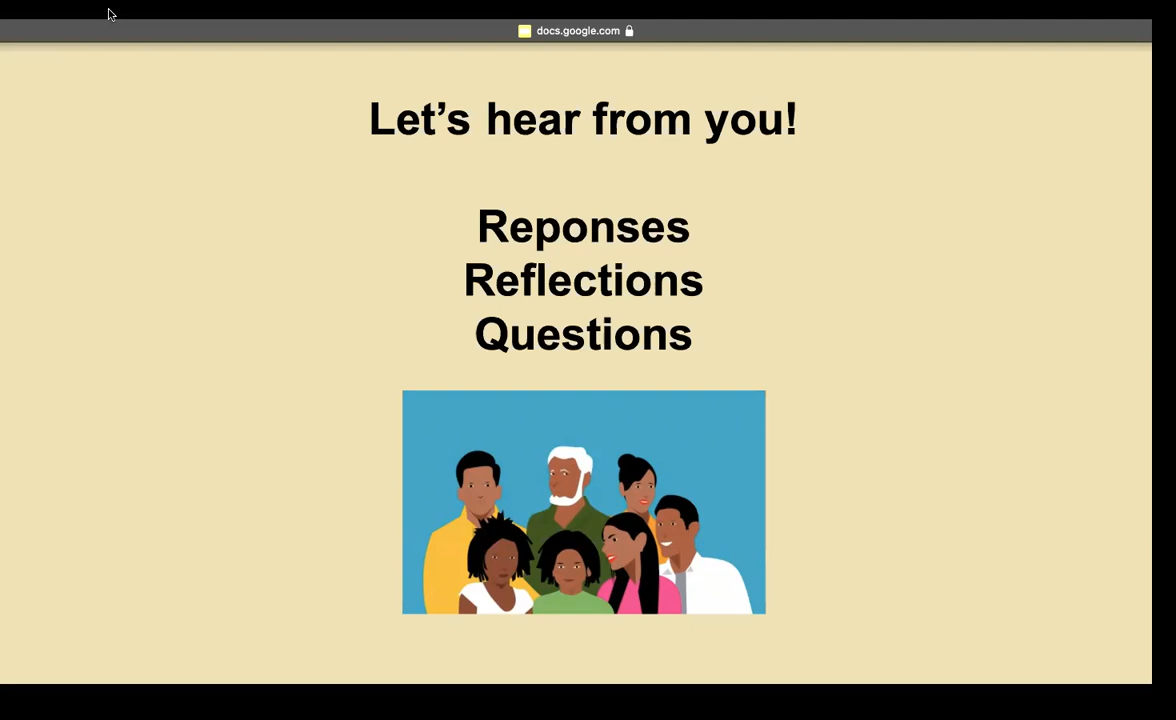 docs.google.com
Let’s hear from you!
Reponses
Reflections
Questions